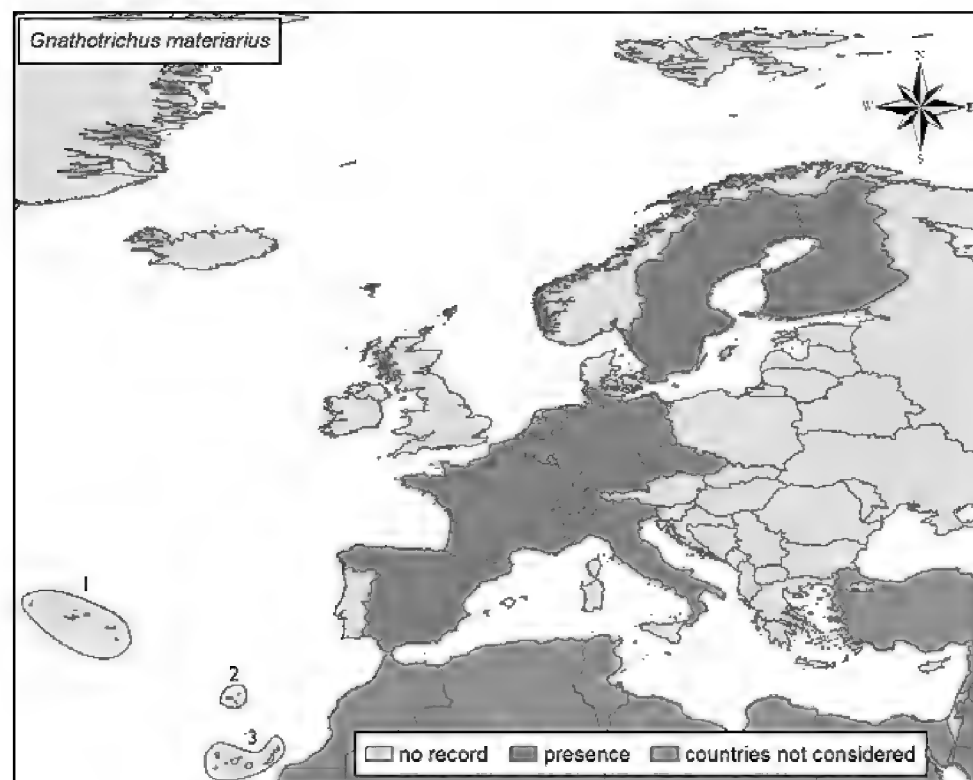 Gnathotrichus materiarius
N
W E
S
1
2
3
no record presence countries not considered